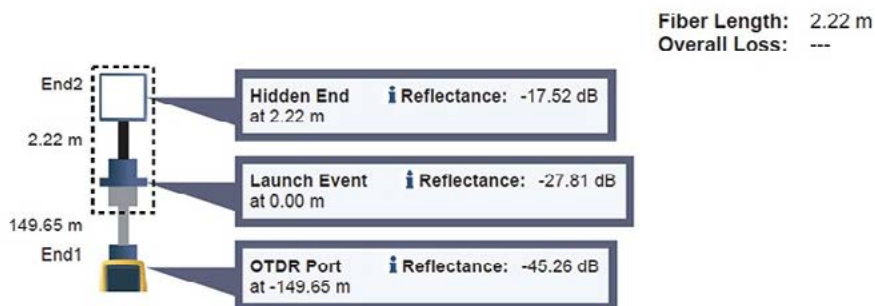 Fiber Length: 2.22 m
Overall Loss: ---
End2
Hidden End i Reflectance: -17.52 dB
at 2.22 m
2.22 m
Launch Event i Reflectance: -27.81 dB
at 0.00 m
149.65 m
End1
OTDR Port i Reflectance: -45.26 dB
at -149.65 m